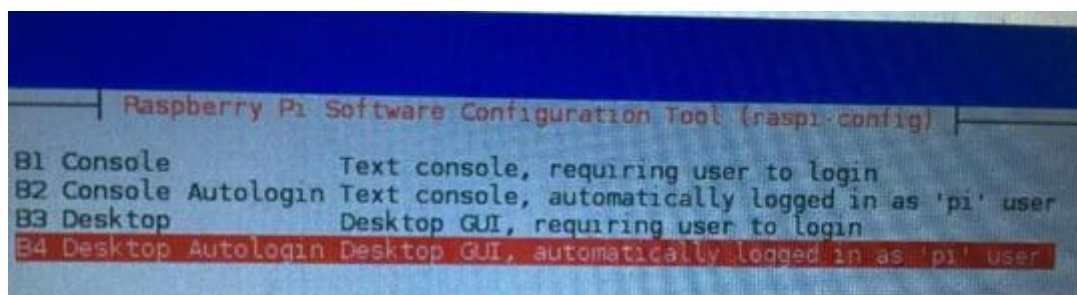 Raspberry Pi Software Configuration Tool (raspi-config)
B1 Console Text console, requiring user to login
B2 Console Autologin Text console, automatically logged in as 'pi' user
B3 Desktop Desktop GUI, requiring user to login
B4 Desktop Autologin Desktop GUI, automatically logged in as 'pi' user